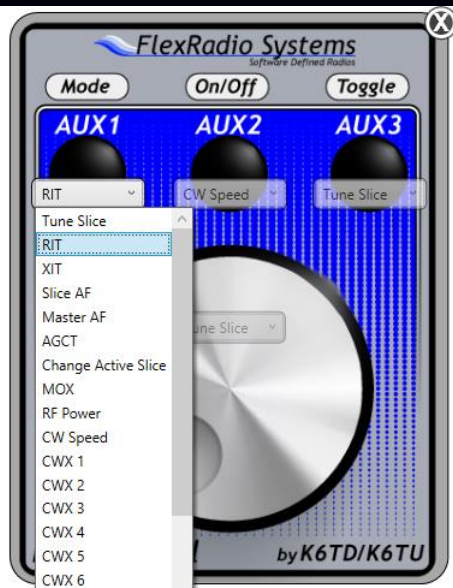 X
FlexRadio Systems
Software Defined Radios
Mode On/Off Toggle
AUX1 AUX2 AUX3
RIT CW Speed Tune Slice
Tune Slice
RIT
XIT
Slice AF
Master AF
une Slice
AGCT
Change Active Slice
MOX
RF Power
CW Speed
CWX 1
CWX 2
CWX 3
CWX 4
CWX 5
by K6TD/K6TU
CWX 6